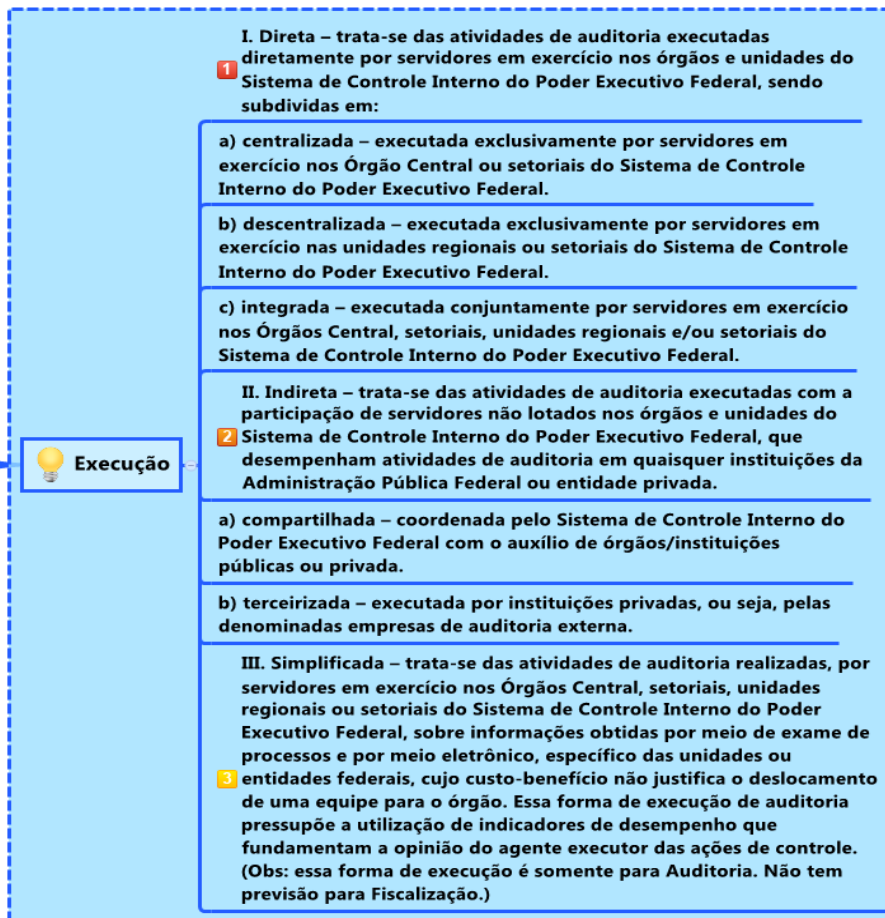 I. Direta – trata-se das atividades de auditoria executadas
1 diretamente por servidores em exercício nos órgãos e unidades do
Sistema de Controle Interno do Poder Executivo Federal, sendo
subdividas em:
a) centralizada – executada exclusivamente por servidores em
exercício nos Órgão Central ou setoriais do Sistema de Controle
Interno do Poder Executivo Federal.
b) descentralizada – executada exclusivamente por servidores em
exercício nas unidades regionais ou setoriais do Sistema de Controle
Interno do Poder Executivo Federal.
c) integrada – executada conjuntamente por servidores em exercício
nos Órgãos Central, setoriais, unidades regionais e/ou setoriais do
Sistema de Controle Interno do Poder Executivo Federal.
II. Indireta – trata-se das atividades de auditoria executadas com a
participação de servidores não lotados nos órgãos e unidades do
2 Sistema de Controle Interno do Poder Executivo Federal, que
desempenham atividades de auditoria em quaisquer instituições da
Administração Pública Federal ou entidade privada.
Execução
a) compartilhada – coordenada pelo Sistema de Controle Interno do
Poder Executivo Federal com o auxílio de órgãos/instituições
públicas ou privada.
b) terceirizada – executada por instituições privadas, ou seja, pelas
denominadas empresas de auditoria externa.
III. Simplificada – trata-se das atividades de auditoria realizadas, por
servidores em exercício nos Órgãos Central, setoriais, unidades
regionais ou setoriais do Sistema de Controle Interno do Poder
Executivo Federal, sobre informações obtidas por meio de exame de
processos e por meio eletrônico, específico das unidades ou
3 entidades federais, cujo custo-benefício não justifica o deslocamento
de uma equipe para o órgão. Essa forma de execução de auditoria
pressupõe a utilização de indicadores de desempenho que
fundamentam a opinião do agente executor das ações de controle.
(Obs: essa forma de execução é somente para Auditoria. Não tem
previsão para Fiscalização.)